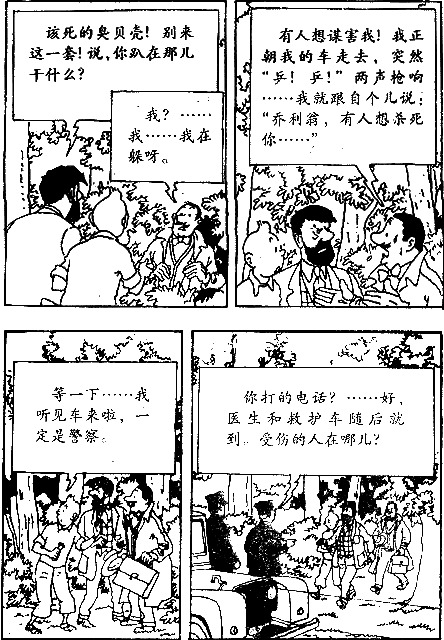 该死的臭贝壳！别来
这一套！说，你趴在那儿
干什么？
我？……
我……我在
躲呀。
有人想谋害我！我正
朝我的车走去，突然
“乒！乒！”两声枪响
……我就跟自个儿说：
“乔利翁，有人想杀死
你……”
等一下……我
听见车来啦，一
定是警察。
你打的电话？……好，
医生和救护车随后就
到。受伤的人在哪儿？